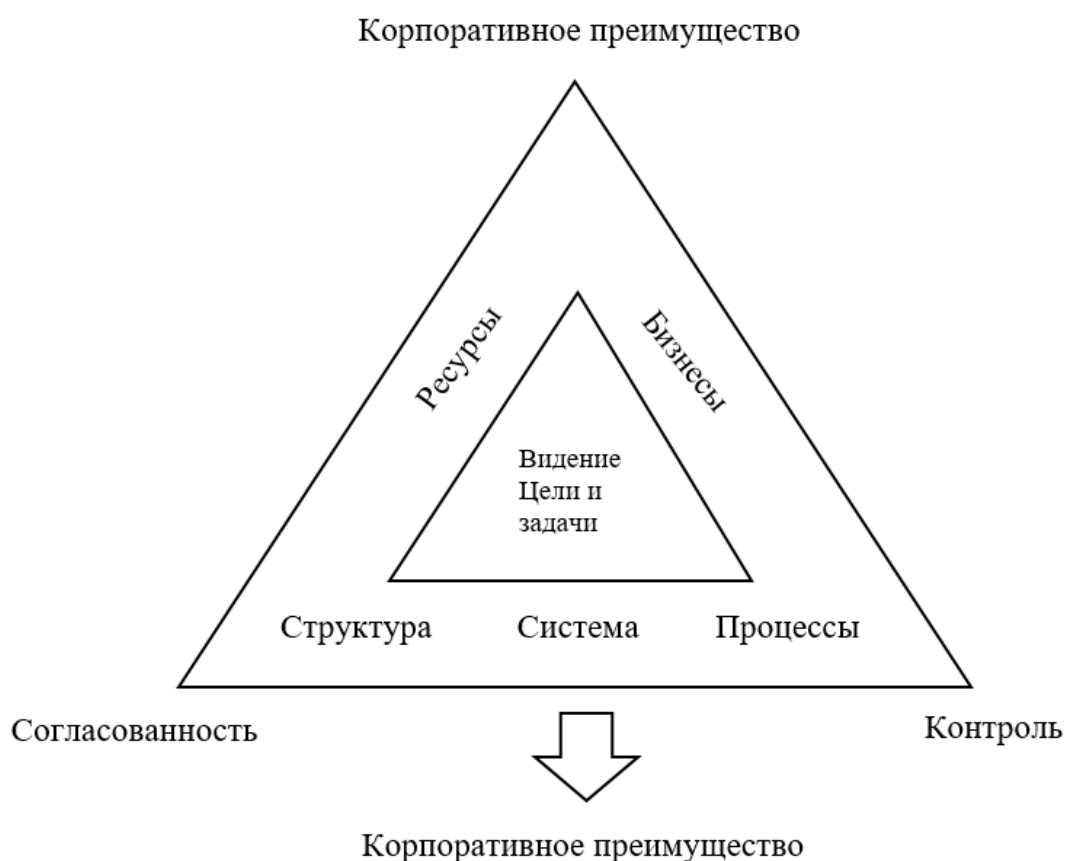 Корпоративное преимущество
Ресурсы
Бизнесы
Видение
Цели и
задачи
Структура
Система
Процессы
Согласованность
Контроль
Корпоративное преимущество